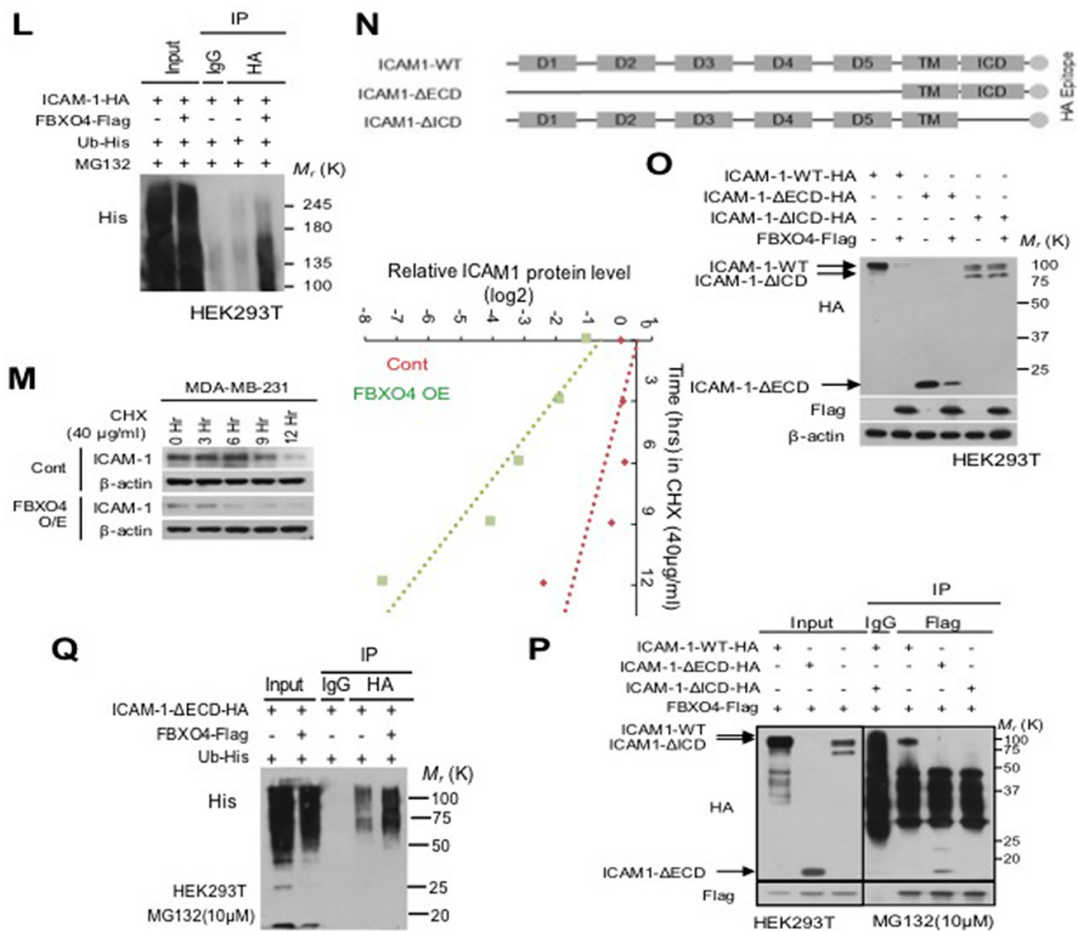 L
IP
Input
IgG
HA
ICAM-1-HA + + + + +
FBXO4-Flag - + + - +
Ub-His + + + + +
MG132 + + + + +
Mr (K)
His
245
180
135
100
HEK293T
N
ICAM1-WT D1 D2 D3 D4 D5 TM ICD
ICAM1-ΔECD TM ICD
ICAM1-ΔICD D1 D2 D3 D4 D5 TM
HA Epitope
O
ICAM-1-WT-HA + + - - - -
ICAM-1-ΔECD-HA - - + + - -
ICAM-1-ΔICD-HA - - - - + +
FBXO4-Flag - + - + - +
Mr (K)
ICAM-1-WT
ICAM-1-ΔICD
HA
ICAM-1-ΔECD
100
75
50
37
25
Flag
β-actin
HEK293T
M
MDA-MB-231
CHX
(40 µg/ml)
0 Hr
3 Hr
6 Hr
9 Hr
12 Hr
Cont
ICAM-1
β-actin
FBXO4
O/E
ICAM-1
β-actin
Relative ICAM1 protein level
(log2)
-8 -7 -6 -5 -4 -3 -2 -1 0 1
0
3
6
9
12
Cont
FBXO4 OE
Time (hrs) in CHX (40µg/ml)
Q
IP
Input IgG HA
ICAM-1-ΔECD-HA + + + + +
FBXO4-Flag - + + - +
Ub-His + + + + +
Mr (K)
His
100
75
50
25
20
HEK293T
MG132(10µM)
P
IP
Input IgG Flag
ICAM-1-WT-HA + - - + + - -
ICAM-1-ΔECD-HA - + - - - + -
ICAM-1-ΔICD-HA - - + + - - +
FBXO4-Flag + + + + + + +
Mr (K)
ICAM1-WT
ICAM1-ΔICD
HA
ICAM1-ΔECD
100
75
50
37
25
20
Flag
HEK293T
MG132(10µM)